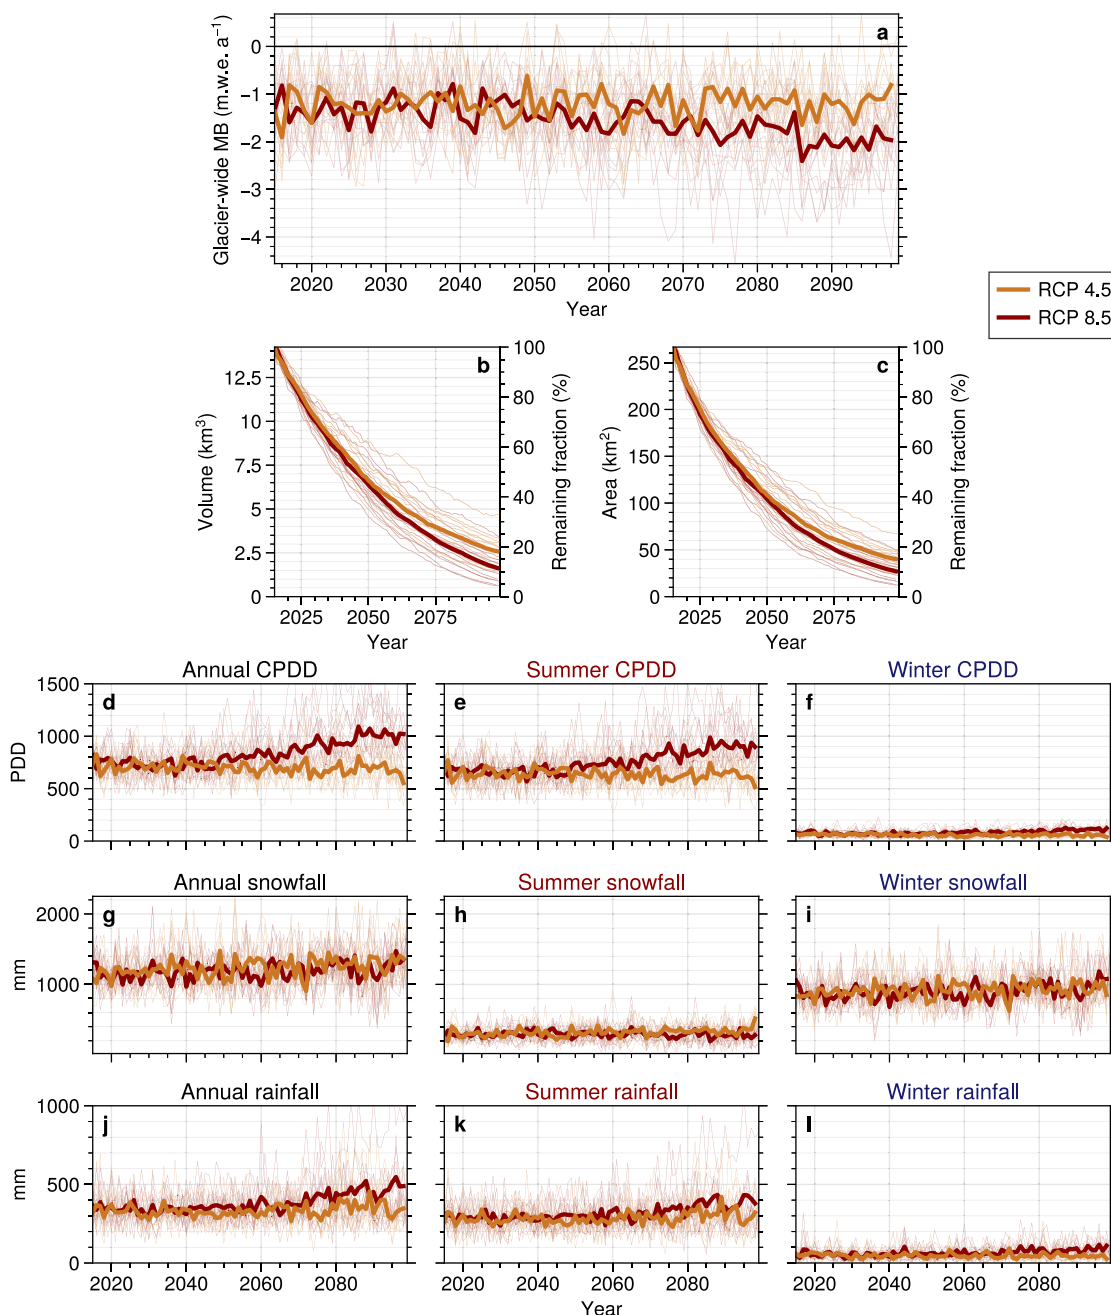 a
Glacier-wide MB (m.w.e. a⁻¹)
0
−1
−2
−3
−4
2020 2030 2040 2050 2060 2070 2080 2090
Year
RCP 4.5
RCP 8.5
b
Volume (km³)
12.5
10
7.5
5
2.5
0
100
80
60
40
20
0
Remaining fraction (%)
2025 2050 2075
Year
c
Area (km²)
250
200
150
100
50
0
100
80
60
40
20
0
Remaining fraction (%)
2025 2050 2075
Year
Annual CPDD Summer CPDD Winter CPDD
d e f
PDD
1500
1000
500
0
Annual snowfall Summer snowfall Winter snowfall
g h i
mm
2000
1000
Annual rainfall Summer rainfall Winter rainfall
j k l
mm
1000
500
0
2020 2040 2060 2080 2020 2040 2060 2080 2020 2040 2060 2080
Year